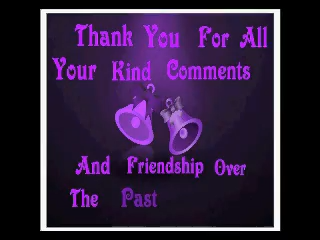 Thank You For All
Your Kind Comments
And Friendship Over
The Past